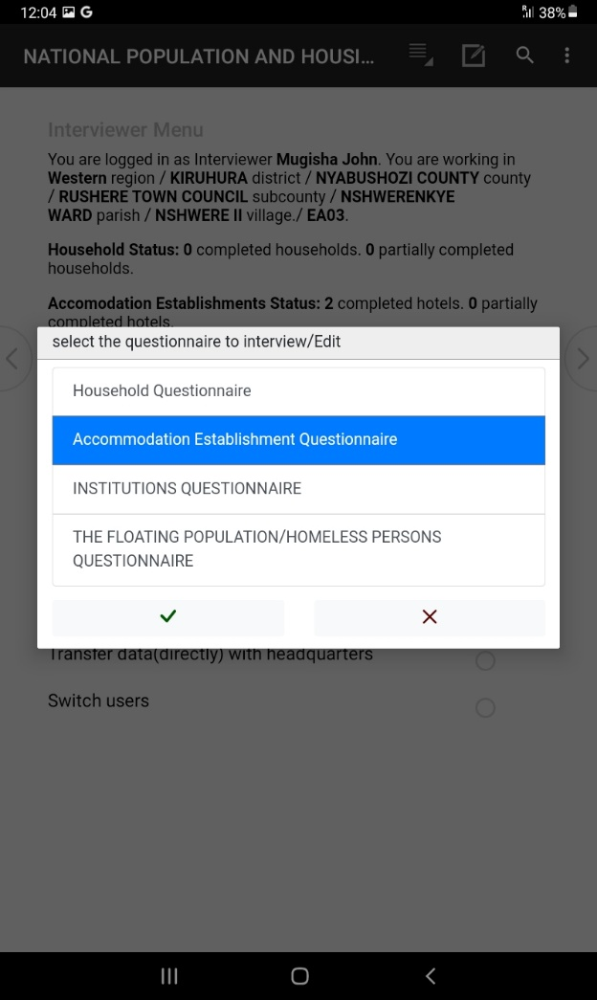 12:04 G 38%
NATIONAL POPULATION AND HOUSI...
Interviewer Menu
You are logged in as Interviewer Mugisha John. You are working in
Western region / KIRUHURA district / NYABUSHOZI COUNTY county
/ RUSHERE TOWN COUNCIL subcounty / NSHWERENKYE
WARD parish / NSHWERE II village./ EA03.
Household Status: 0 completed households. 0 partially completed
households.
Accomodation Establishments Status: 2 completed hotels. 0 partially
completed hotels.
select the questionnaire to interview/Edit
Household Questionnaire
Accommodation Establishment Questionnaire
INSTITUTIONS QUESTIONNAIRE
THE FLOATING POPULATION/HOMELESS PERSONS
QUESTIONNAIRE
Transfer data(directly) with headquarters
Switch users